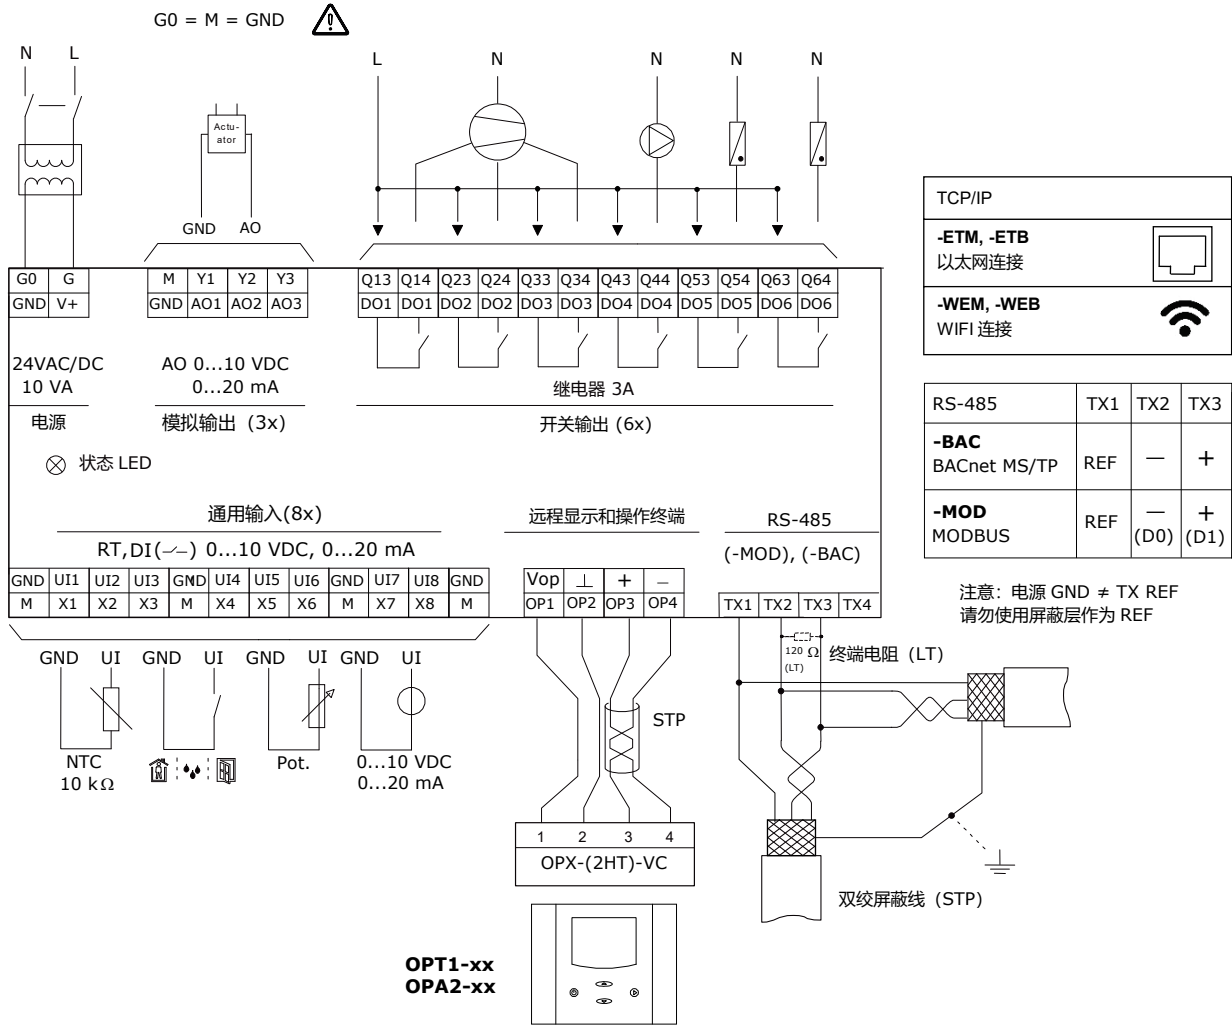 G0 = M = GND
N L
L N N N N
Actu-
ator
GND AO
G0 G
GND V+
M Y1 Y2 Y3
GND AO1 AO2 AO3
Q13 Q14 Q23 Q24 Q33 Q34 Q43 Q44 Q53 Q54 Q63 Q64
DO1 DO1 DO2 DO2 DO3 DO3 DO4 DO4 DO5 DO5 DO6 DO6
24VAC/DC
10 VA
电源
AO 0...10 VDC
0...20 mA
模拟输出 (3x)
继电器 3A
开关输出 (6x)
状态 LED
通用输入(8x)
RT,DI( ) 0...10 VDC, 0...20 mA
远程显示和操作终端
RS-485
(-MOD), (-BAC)
GND UI1 UI2 UI3 GND UI4 UI5 UI6 GND UI7 UI8 GND
M X1 X2 X3 M X4 X5 X6 M X7 X8 M
Vop ⊥ + −
OP1 OP2 OP3 OP4
TX1 TX2 TX3 TX4
GND UI GND UI GND UI GND UI
NTC
10 kΩ
Pot.
0...10 VDC
0...20 mA
STP
120 Ω
(LT)
终端电阻 (LT)
1 2 3 4
OPX-(2HT)-VC
双绞屏蔽线 (STP)
OPT1-xx
OPA2-xx
TCP/IP
-ETM, -ETB
以太网连接
-WEM, -WEB
WIFI 连接
RS-485 TX1 TX2 TX3
-BAC
BACnet MS/TP REF — +
-MOD
MODBUS REF — +
(D0) (D1)
注意：电源 GND ≠ TX REF
请勿使用屏蔽层作为 REF